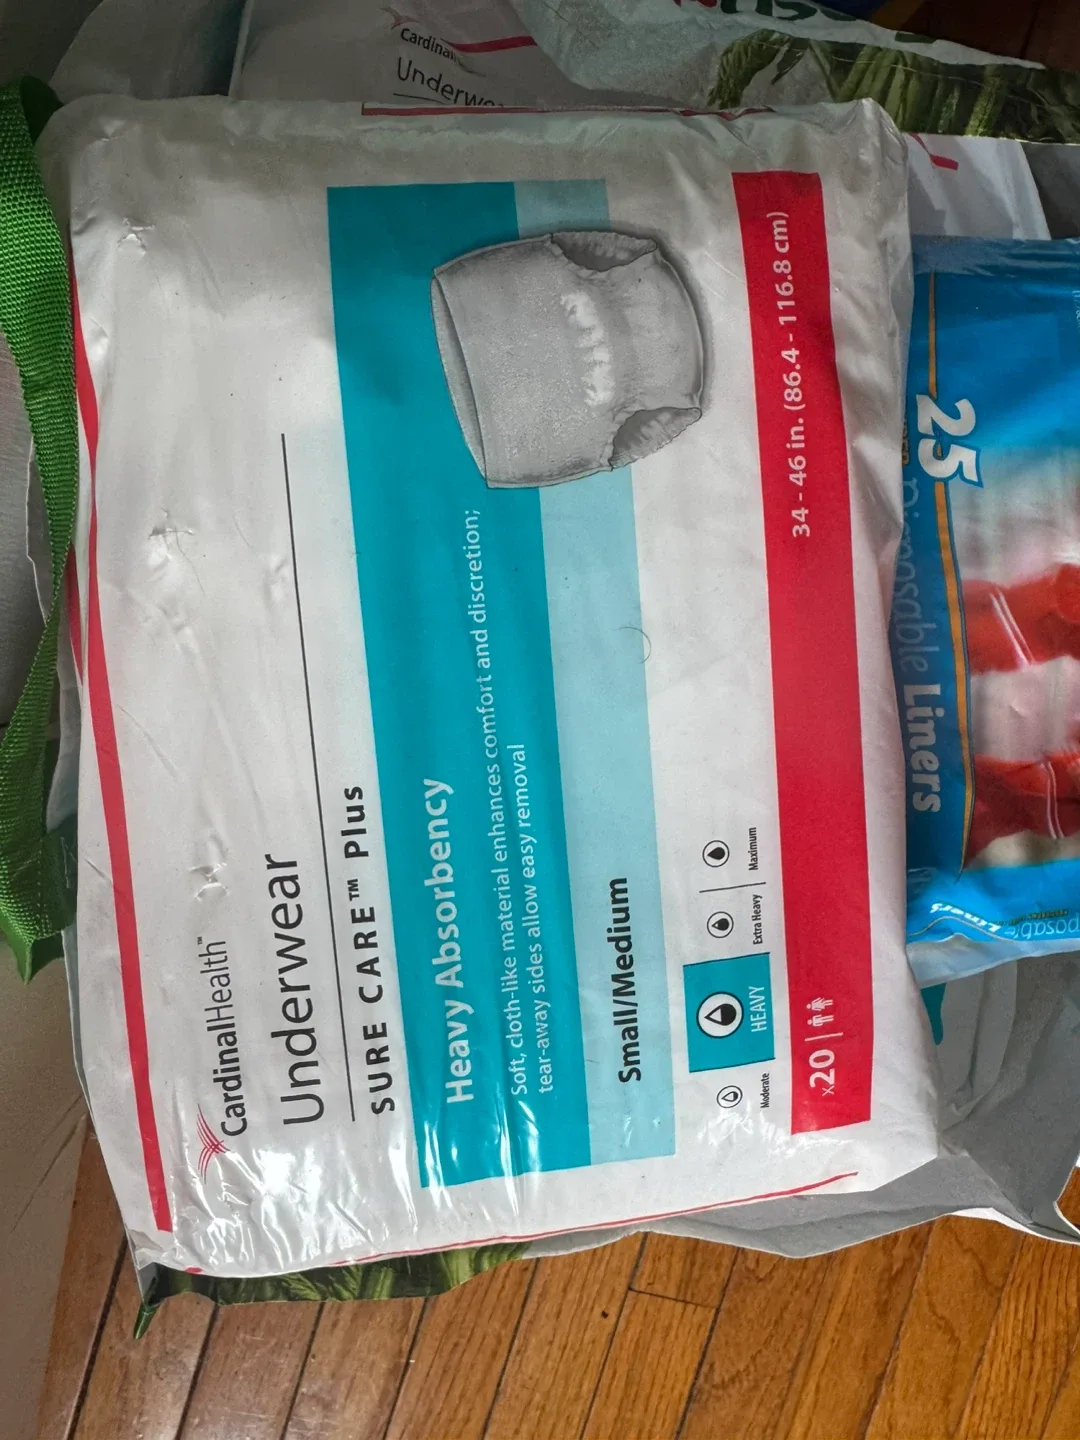 CardinalHealth™
Underwear
SURE CARE™ Plus
Heavy Absorbency
Soft, cloth-like material enhances comfort and discretion;
tear-away sides allow easy removal
Small/Medium
Moderate
HEAVY
Extra Heavy
Maximum
x20
34 - 46 in. (86.4 - 116.8 cm)
Cardinal
Underwe
25
Disposable Liners